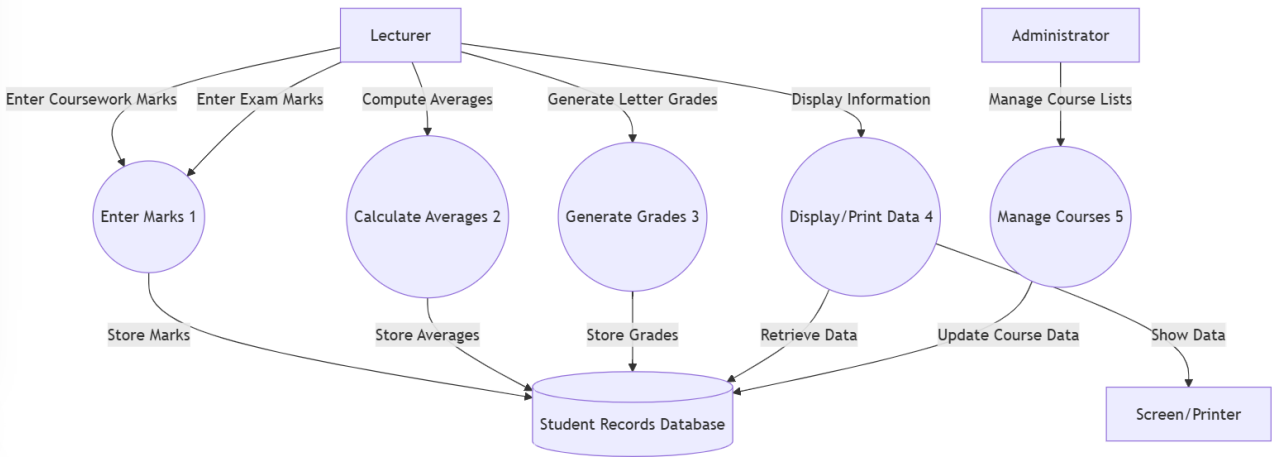 Lecturer
Administrator
Enter Coursework Marks
Enter Exam Marks
Compute Averages
Generate Letter Grades
Display Information
Manage Course Lists
Enter Marks 1
Calculate Averages 2
Generate Grades 3
Display/Print Data 4
Manage Courses 5
Store Marks
Store Averages
Store Grades
Retrieve Data
Update Course Data
Show Data
Student Records Database
Screen/Printer